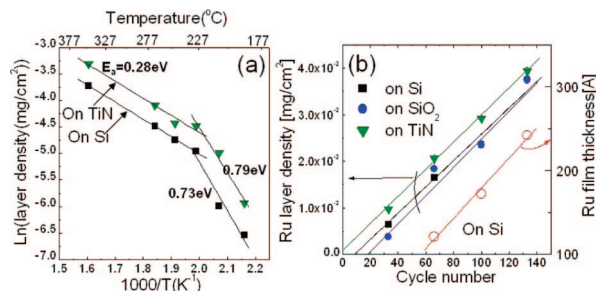 Temperature(°C)
377 327 277 227 177
-3.0
-3.5
-4.0
-4.5
-5.0
-5.5
-6.0
-6.5
-7.0
Ln(layer density(mg/cm²))
Eₐ=0.28eV
(a)
On TiN
On Si
0.79eV
0.73eV
1.5 1.6 1.7 1.8 1.9 2.0 2.1 2.2
1000/T(K⁻¹)
(b)
4.0x10⁻²
3.0x10⁻²
2.0x10⁻²
1.0x10⁻²
0.0
Ru layer density [mg/cm²]
on Si
on SiO₂
on TiN
On Si
300
200
100
Ru film thickness[A]
0 20 40 60 80 100 120 140
Cycle number